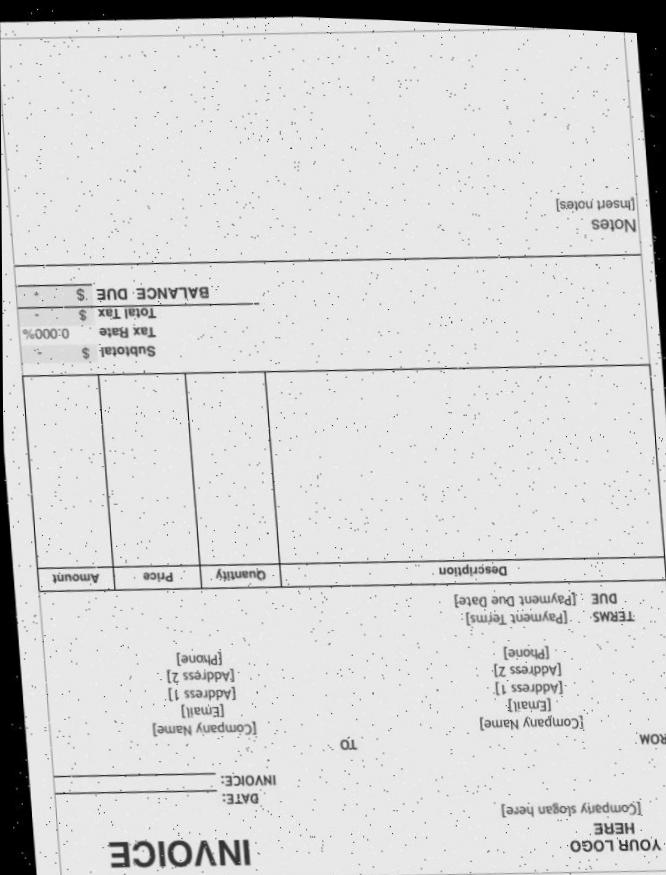 YOUR LOGO
HERE
INVOICE
[Company slogan here]
DATE:
INVOICE:
ROM
TO
[Company Name]
[Email]
[Address 1]
[Address 2]
[Phone]
[Company Name]
[Email]
[Address 1]
[Address 2]
[Phone]
TERMS [Payment Terms]
DUE [Payment Due Date]
Description Quantity Price Amount
Subtotal $ -
Tax Rate 0.000%
Total Tax $ -
BALANCE DUE $ -
Notes
[Insert notes]